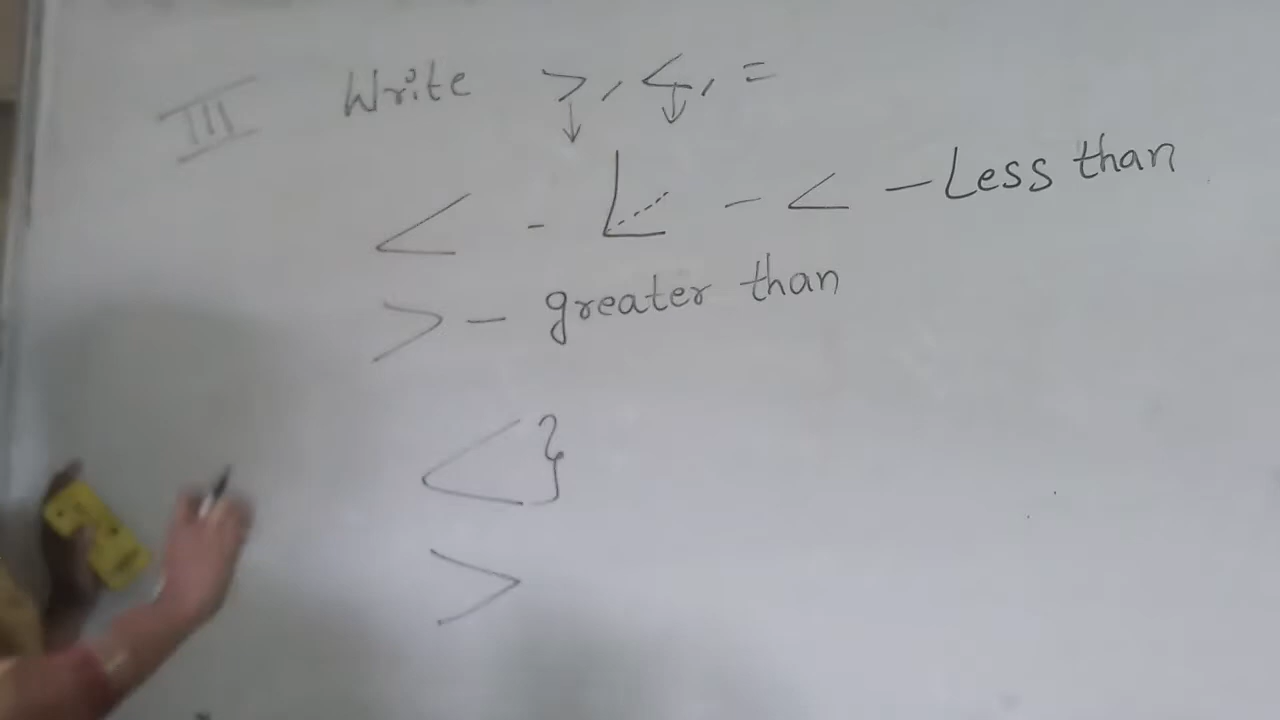 III Write >, <, =
< - L - < - Less than
> - greater than
< }
>